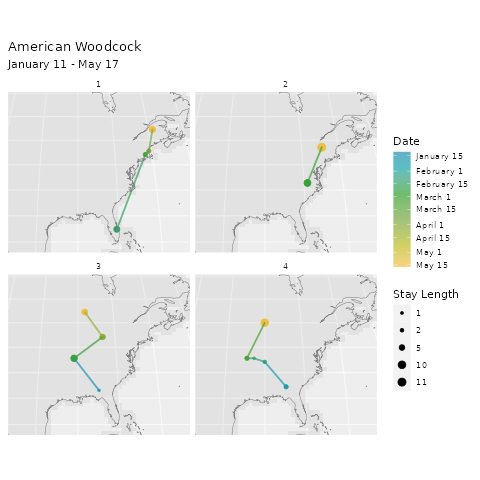 American Woodcock
January 11 - May 17
1
2
3
4
Date
January 15
February 1
February 15
March 1
March 15
April 1
April 15
May 1
May 15
Stay Length
1
2
5
10
11